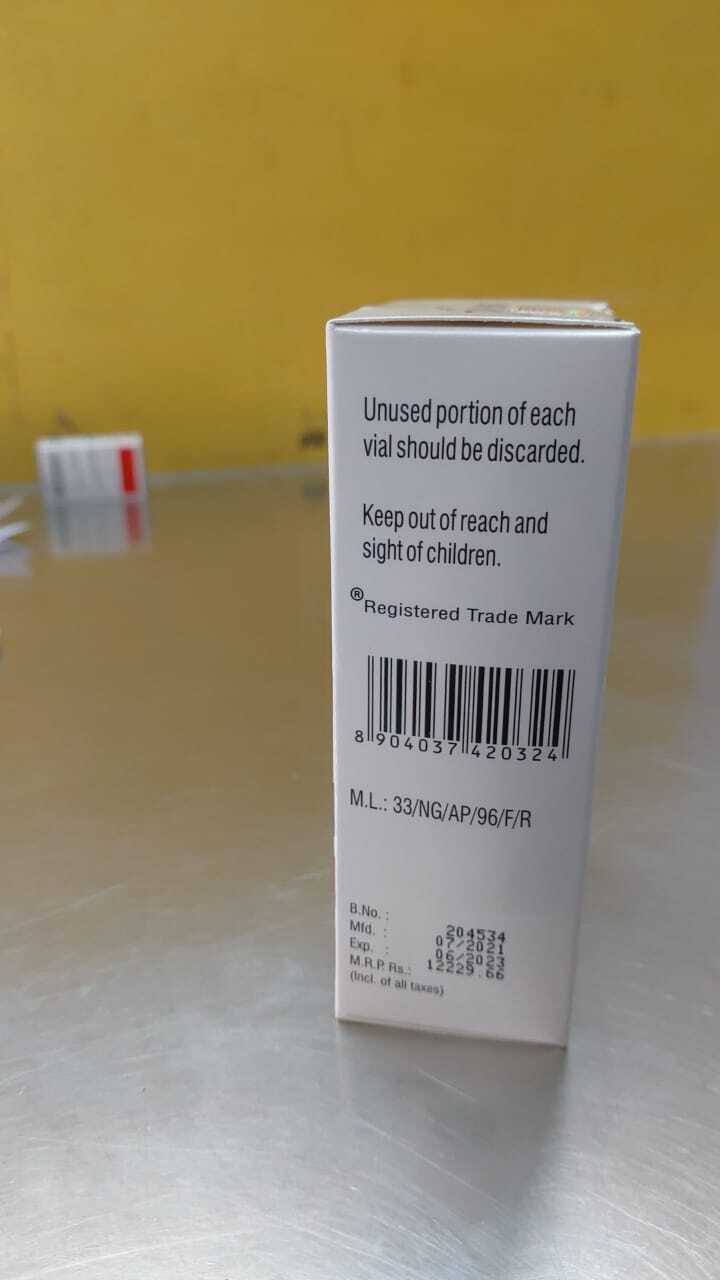 Unused portion of each
vial should be discarded.
Keep out of reach and
sight of children.
®Registered Trade Mark
8 904037 420324
M.L.: 33/NG/AP/96/F/R
B.No. : 204534
Mfd. : 07/2021
Exp. : 06/2023
M.R.P. Rs.: 12229.66
(Incl. of all taxes)